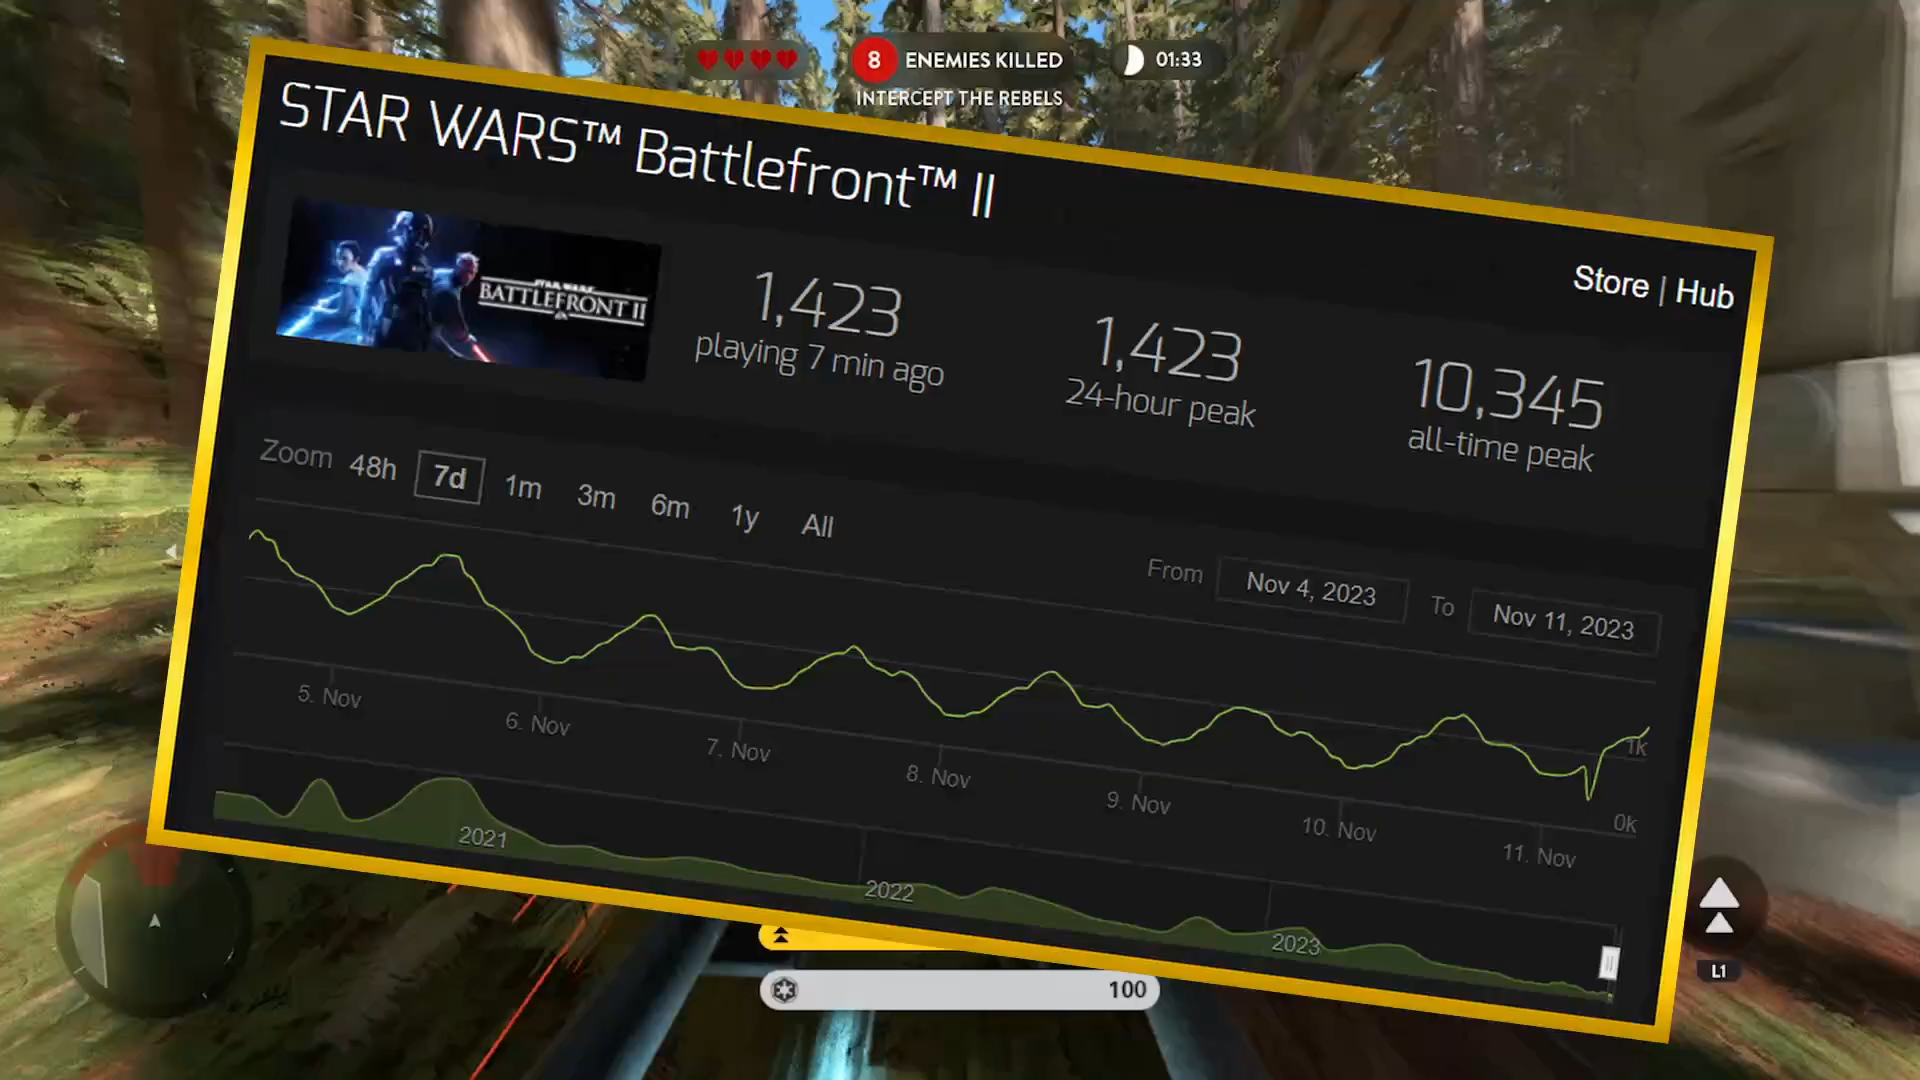 8 ENEMIES KILLED
01:33
INTERCEPT THE REBELS
STAR WARS™ Battlefront™ II
Store | Hub
STAR WARS
BATTLEFRONT II
1,423
playing 7 min ago
1,423
24-hour peak
10,345
all-time peak
Zoom 48h 7d 1m 3m 6m 1y All
From Nov 4, 2023 To Nov 11, 2023
1k
0k
5. Nov 6. Nov 7. Nov 8. Nov 9. Nov 10. Nov 11. Nov
2021 2022 2023
100
L1